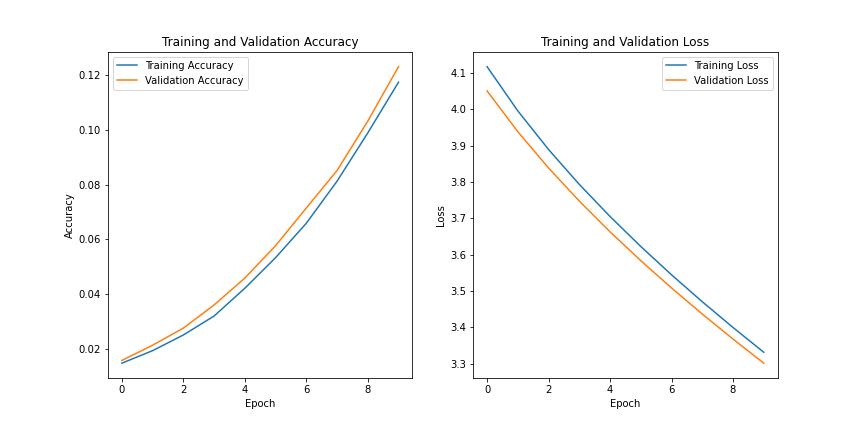 Training and Validation Accuracy
Training Accuracy
Validation Accuracy
0.12
0.10
0.08
0.06
0.04
0.02
Accuracy
0 2 4 6 8
Epoch
Training and Validation Loss
Training Loss
Validation Loss
4.1
4.0
3.9
3.8
3.7
3.6
3.5
3.4
3.3
Loss
0 2 4 6 8
Epoch